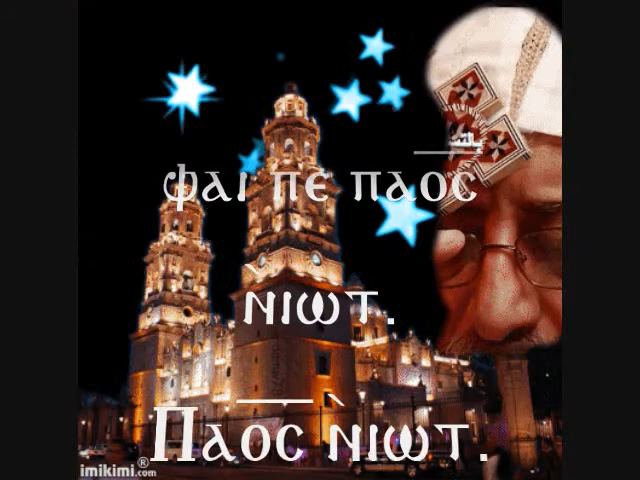 ⲫⲁⲓ ⲡⲉ ⲡⲁⲟ̅ⲥ̅
ⲛ̀ⲓⲱⲧ.
Ⲡⲁⲟ̅ⲥ̅ ⲛ̀ⲓⲱⲧ.
imikimi.com®